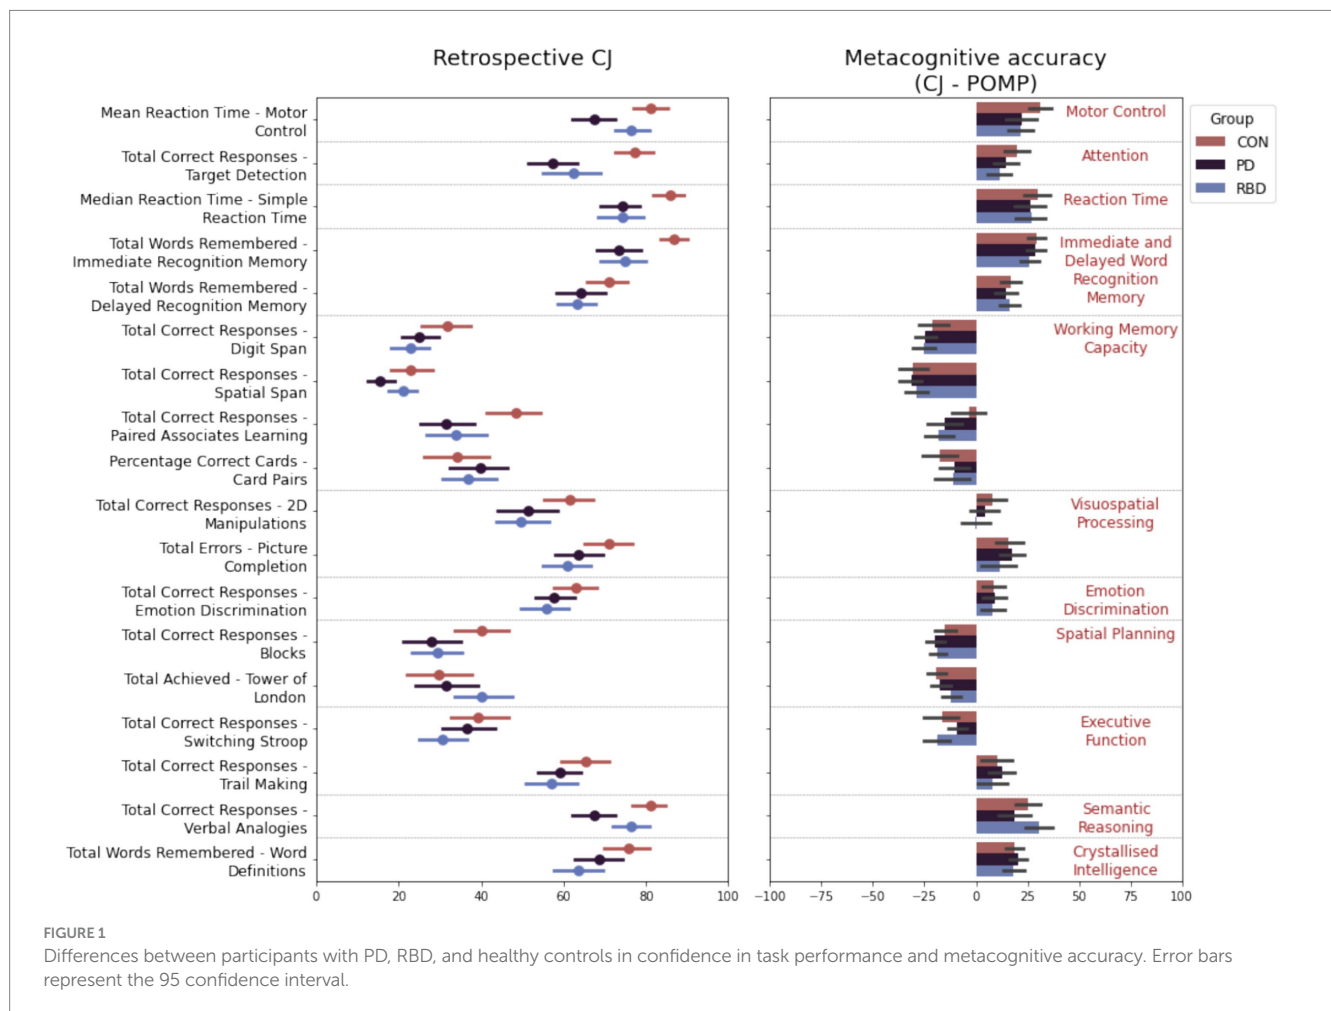 Retrospective CJ
Mean Reaction Time - Motor
Control
Total Correct Responses -
Target Detection
Median Reaction Time - Simple
Reaction Time
Total Words Remembered -
Immediate Recognition Memory
Total Words Remembered -
Delayed Recognition Memory
Total Correct Responses -
Digit Span
Total Correct Responses -
Spatial Span
Total Correct Responses -
Paired Associates Learning
Percentage Correct Cards -
Card Pairs
Total Correct Responses - 2D
Manipulations
Total Errors - Picture
Completion
Total Correct Responses -
Emotion Discrimination
Total Correct Responses -
Blocks
Total Achieved - Tower of
London
Total Correct Responses -
Switching Stroop
Total Correct Responses -
Trail Making
Total Correct Responses -
Verbal Analogies
Total Words Remembered - Word
Definitions
0 20 40 60 80 100
Metacognitive accuracy
(CJ - POMP)
Motor Control
Attention
Reaction Time
Immediate and
Delayed Word
Recognition
Memory
Working Memory
Capacity
Visuospatial
Processing
Emotion
Discrimination
Spatial Planning
Executive
Function
Semantic
Reasoning
Crystallised
Intelligence
−100 −75 −50 −25 0 25 50 75 100
Group
CON
PD
RBD
FIGURE 1
Differences between participants with PD, RBD, and healthy controls in confidence in task performance and metacognitive accuracy. Error bars
represent the 95 confidence interval.